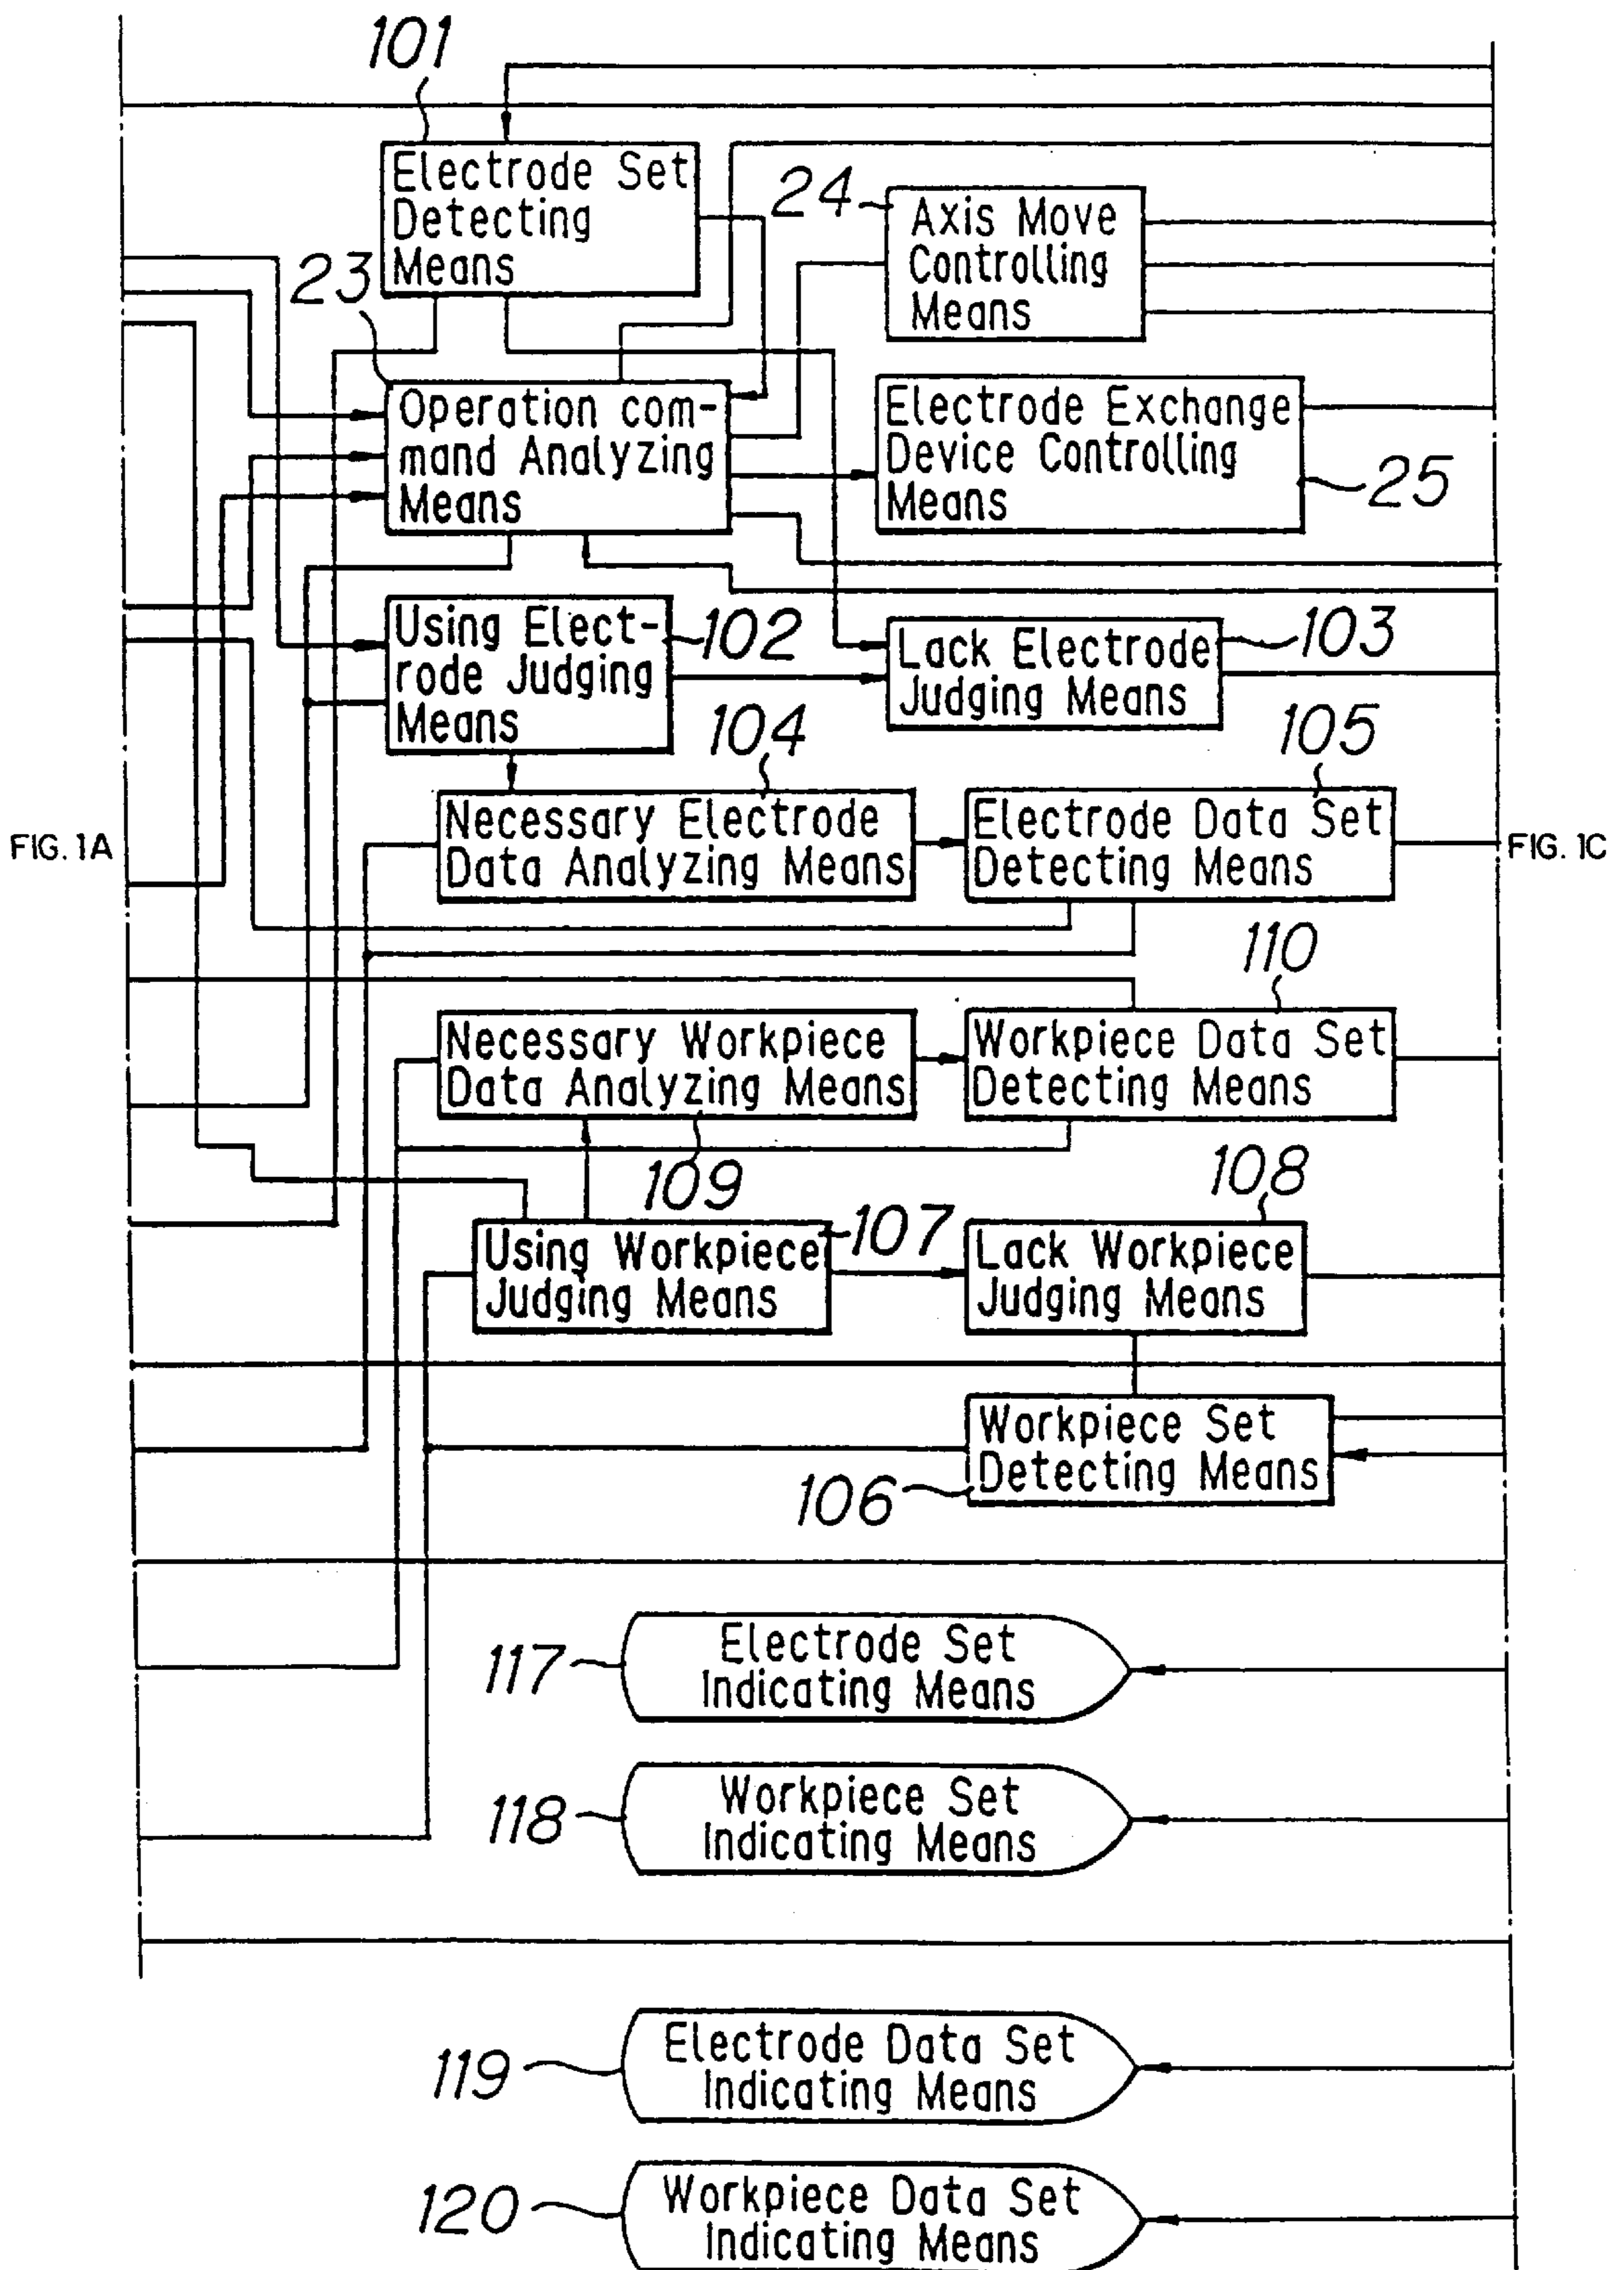 101
Electrode Set
Detecting
Means
24
Axis Move
Controlling
Means
23
Operation com-
mand Analyzing
Means
Electrode Exchange
Device Controlling
Means
25
Using Elect-
rode Judging
Means
102
Lack Electrode
Judging Means
103
104
105
Necessary Electrode
Data Analyzing Means
Electrode Data Set
Detecting Means
FIG. 1A
FIG. 1C
110
Necessary Workpiece
Data Analyzing Means
Workpiece Data Set
Detecting Means
109
108
Using Workpiece
Judging Means
107
Lack Workpiece
Judging Means
Workpiece Set
Detecting Means
106
117
Electrode Set
Indicating Means
118
Workpiece Set
Indicating Means
119
Electrode Data Set
Indicating Means
120
Workpiece Data Set
Indicating Means